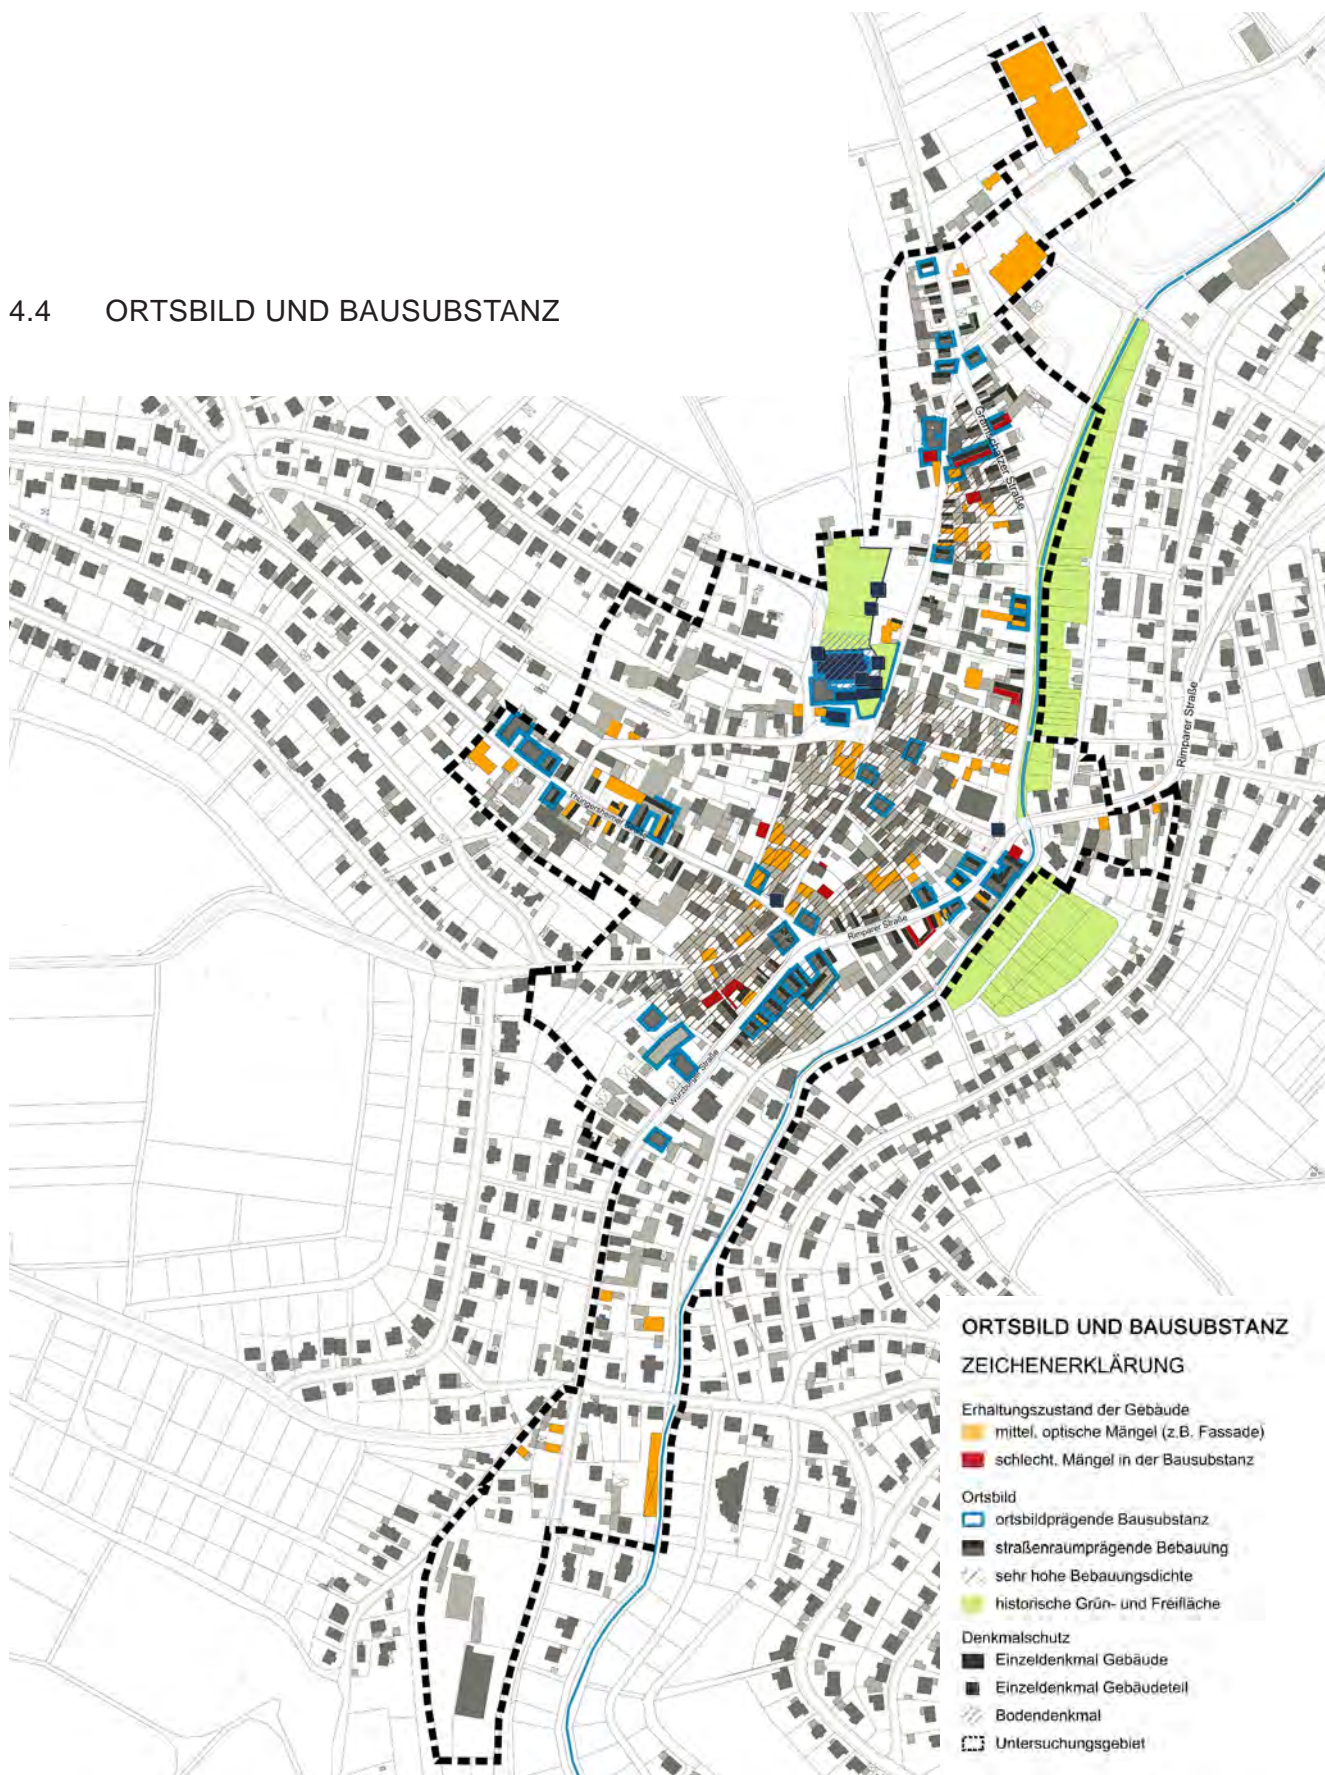 4.4 ORTSBILD UND BAUSUBSTANZ
Gramschatzer Straße
Rimparer Straße
Thüngersheimer
Rimparer Straße
Würzburger Straße
ORTSBILD UND BAUSUBSTANZ
ZEICHENERKLÄRUNG
Erhaltungszustand der Gebäude
mittel, optische Mängel (z.B. Fassade)
schlecht, Mängel in der Bausubstanz
Ortsbild
ortsbildprägende Bausubstanz
straßenraumprägende Bebauung
sehr hohe Bebauungsdichte
historische Grün- und Freifläche
Denkmalschutz
Einzeldenkmal Gebäude
Einzeldenkmal Gebäudeteil
Bodendenkmal
Untersuchungsgebiet